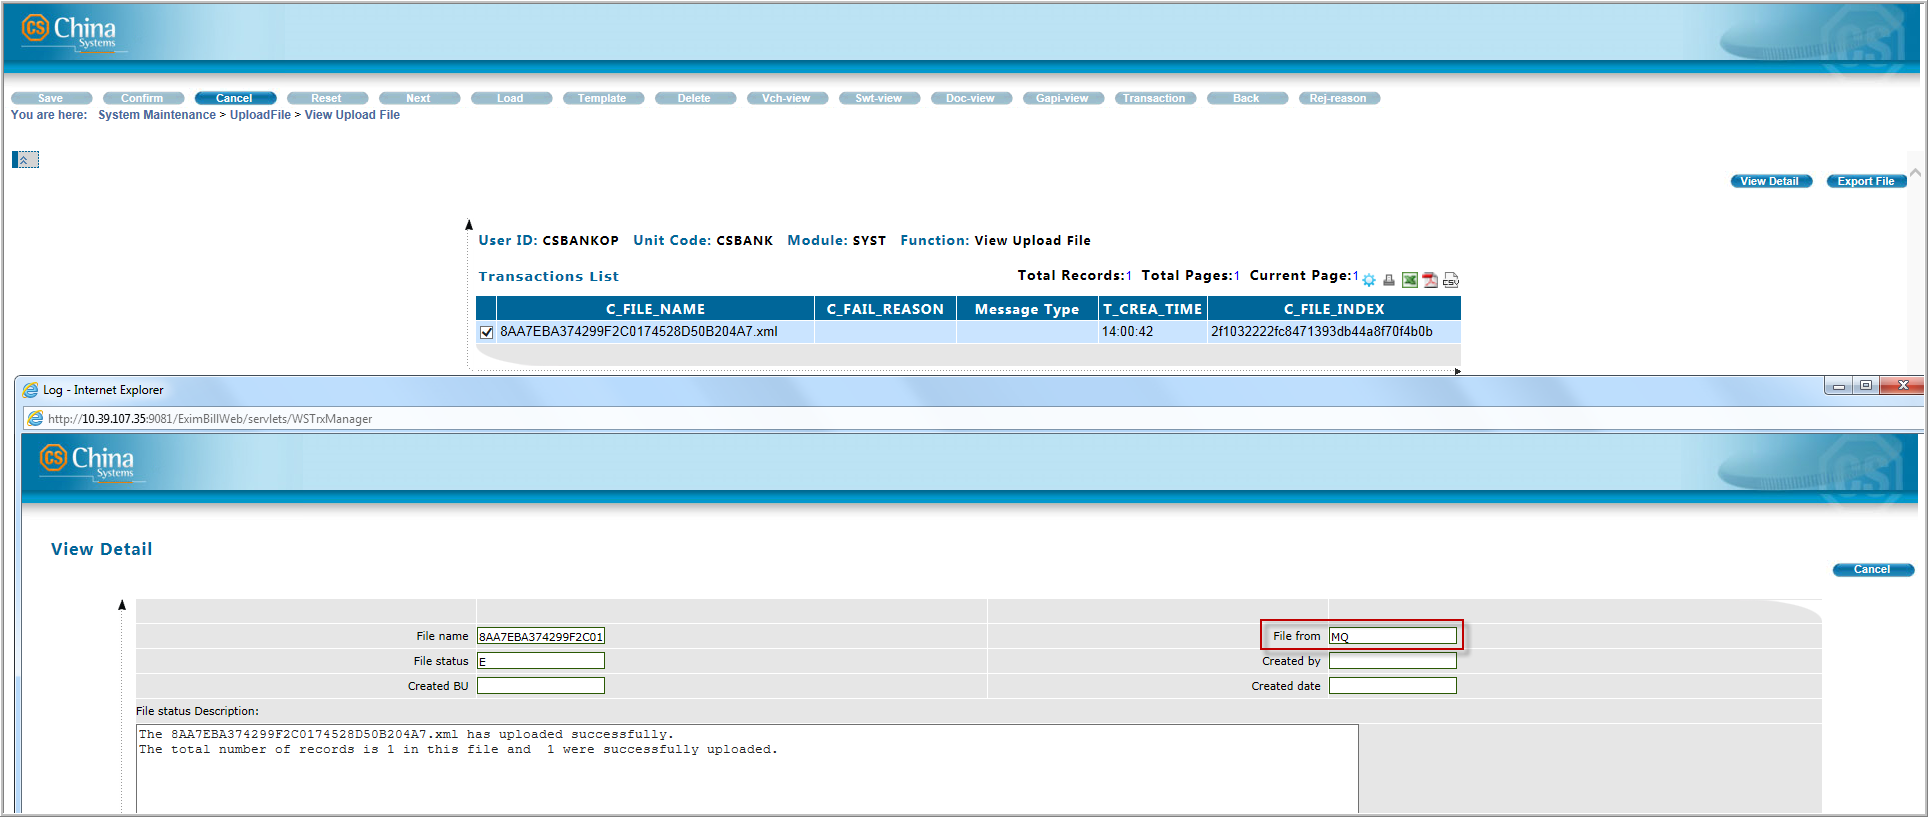 CS China Systems
CS
Save Confirm Cancel Reset Next Load Template Delete Vch-view Swt-view Doc-view Gapi-view Transaction Back Rej-reason
You are here: System Maintenance > UploadFile > View Upload File
View Detail Export File
User ID: CSBANKOP Unit Code: CSBANK Module: SYST Function: View Upload File
Transactions List Total Records:1 Total Pages:1 Current Page:1
CSV
C_FILE_NAME C_FAIL_REASON Message Type T_CREA_TIME C_FILE_INDEX
8AA7EBA374299F2C0174528D50B204A7.xml 14:00:42 2f1032222fc8471393db44a8f70f4b0b
Log - Internet Explorer
http://10.39.107.35:9081/EximBillWeb/servlets/WSTrxManager
CS China Systems
CS
View Detail
Cancel
File name 8AA7EBA374299F2C01 File from MQ
File status E Created by
Created BU Created date
File status Description:
The 8AA7EBA374299F2C0174528D50B204A7.xml has uploaded successfully.
The total number of records is 1 in this file and  1 were successfully uploaded.